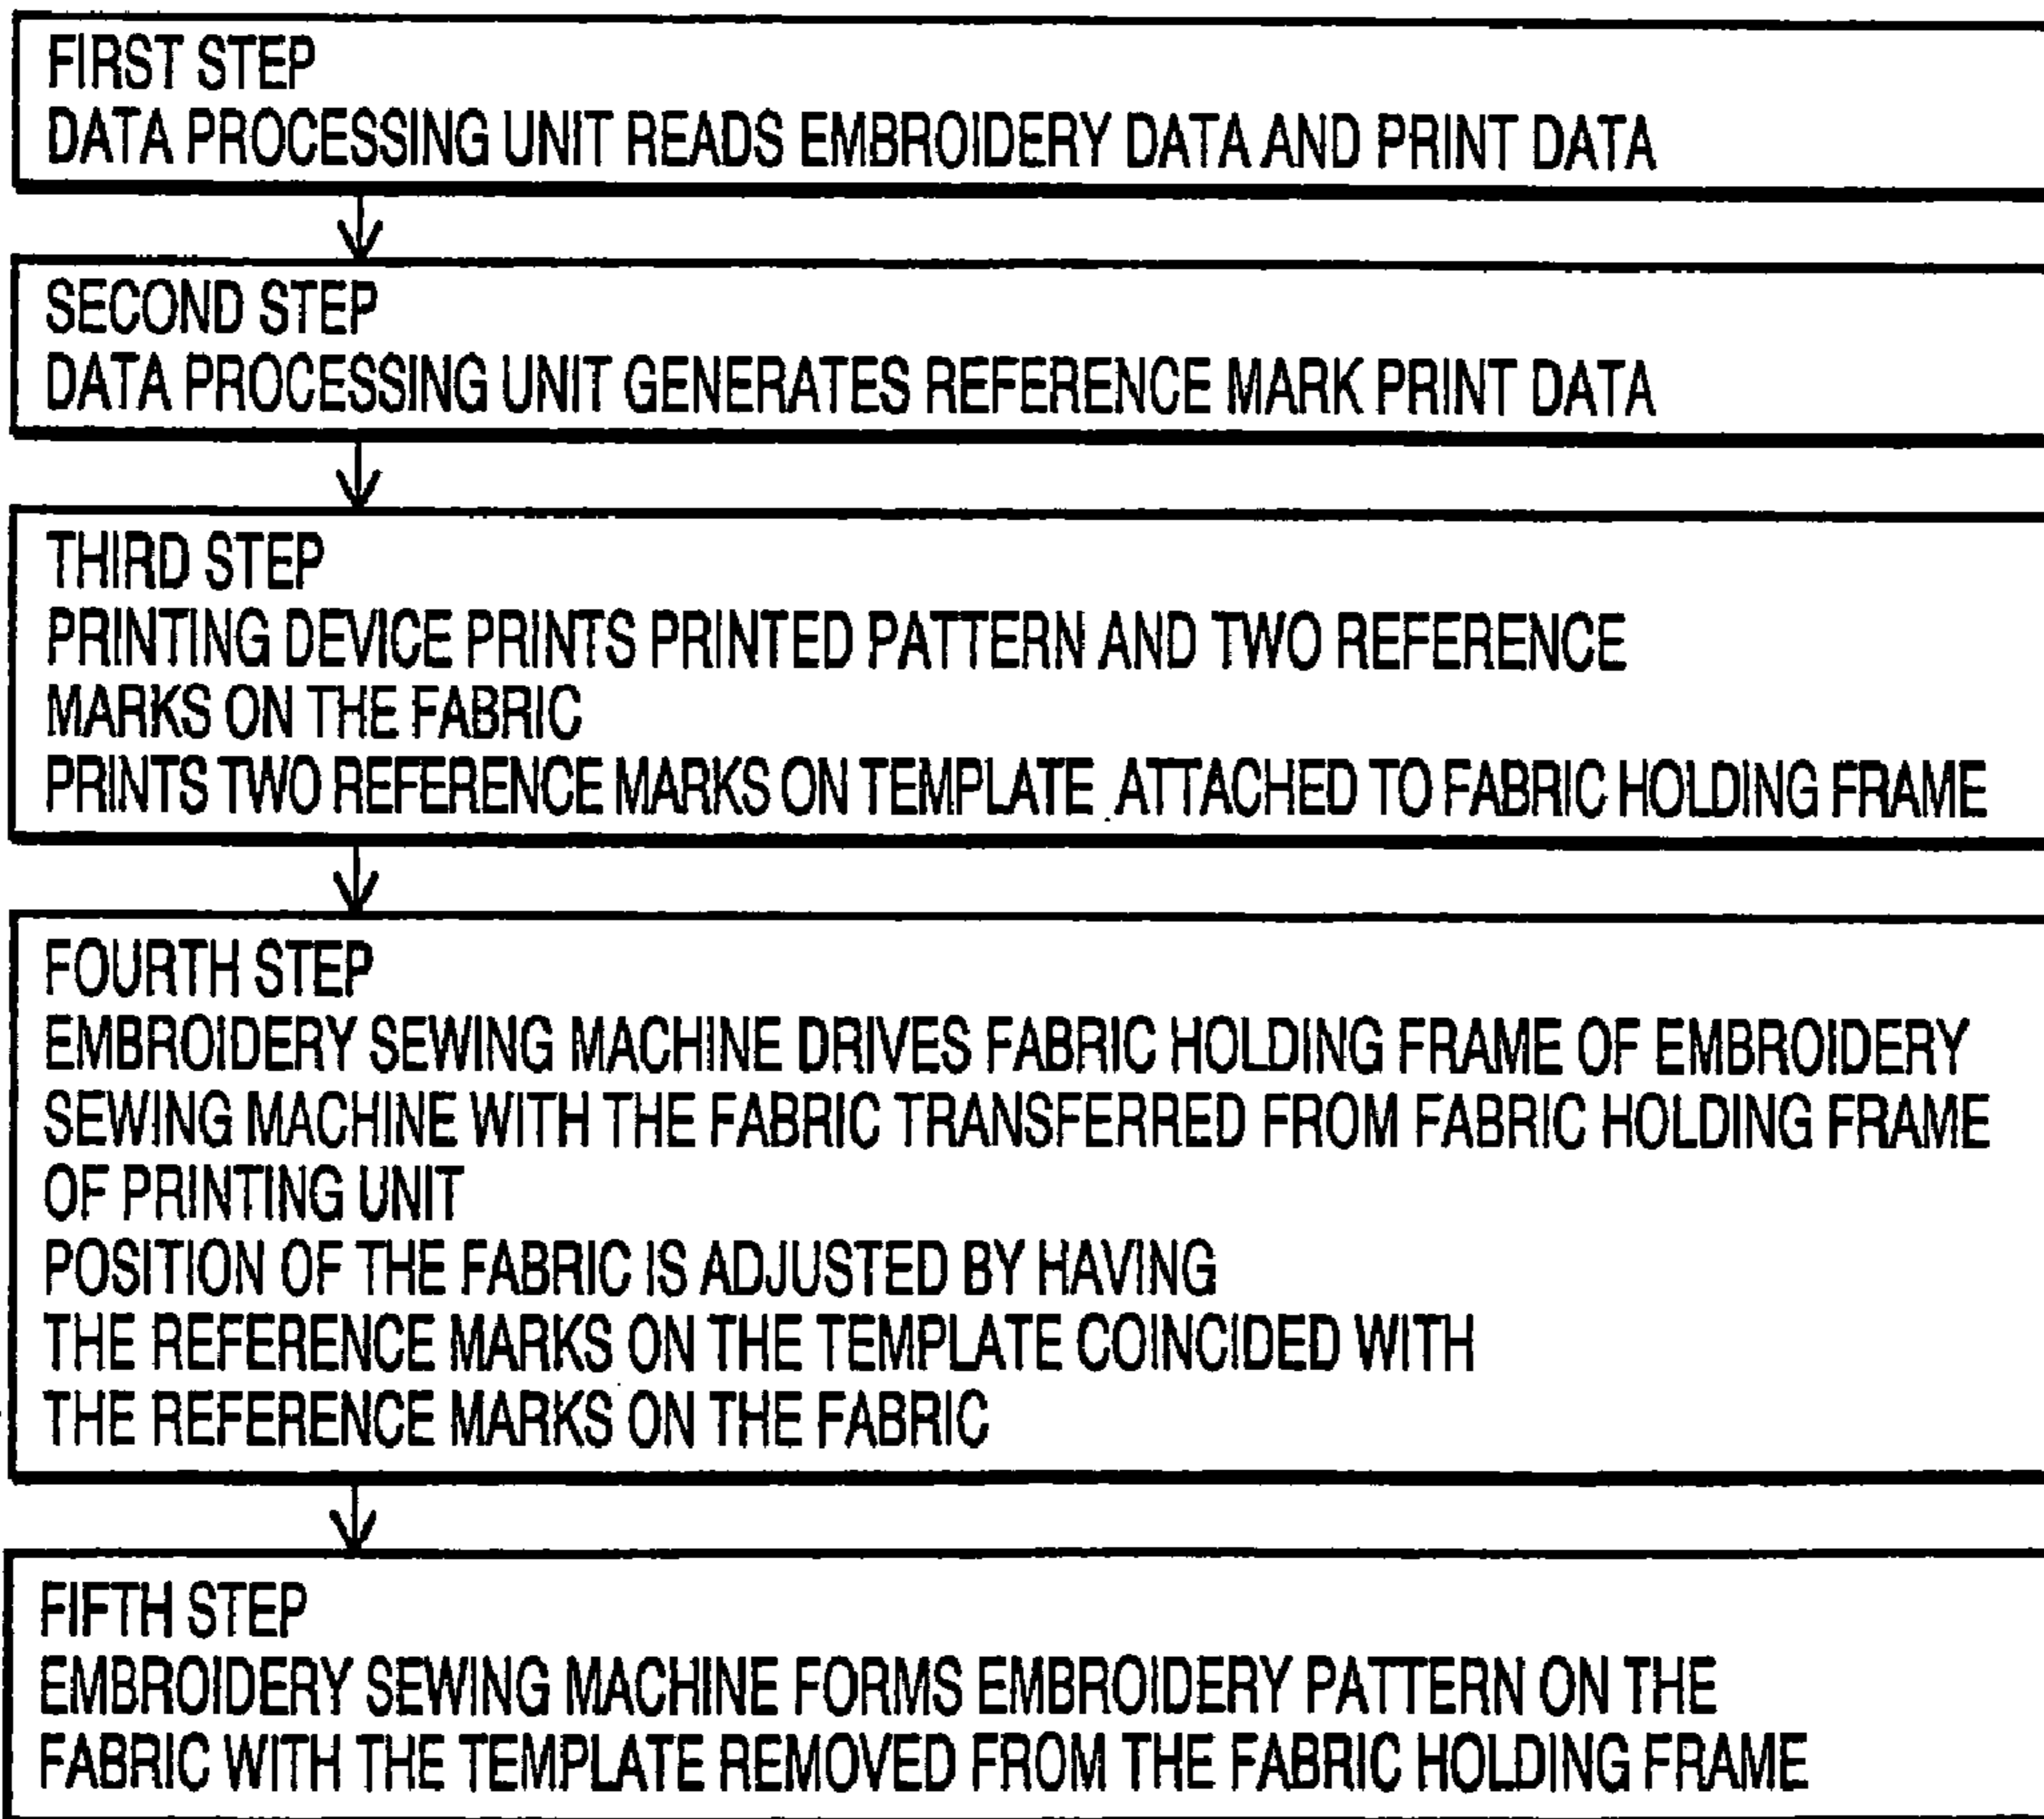 FIRST STEP
DATA PROCESSING UNIT READS EMBROIDERY DATA AND PRINT DATA
SECOND STEP
DATA PROCESSING UNIT GENERATES REFERENCE MARK PRINT DATA
THIRD STEP
PRINTING DEVICE PRINTS PRINTED PATTERN AND TWO REFERENCE
MARKS ON THE FABRIC
PRINTS TWO REFERENCE MARKS ON TEMPLATE ATTACHED TO FABRIC HOLDING FRAME
FOURTH STEP
EMBROIDERY SEWING MACHINE DRIVES FABRIC HOLDING FRAME OF EMBROIDERY
SEWING MACHINE WITH THE FABRIC TRANSFERRED FROM FABRIC HOLDING FRAME
OF PRINTING UNIT
POSITION OF THE FABRIC IS ADJUSTED BY HAVING
THE REFERENCE MARKS ON THE TEMPLATE COINCIDED WITH
THE REFERENCE MARKS ON THE FABRIC
FIFTH STEP
EMBROIDERY SEWING MACHINE FORMS EMBROIDERY PATTERN ON THE
FABRIC WITH THE TEMPLATE REMOVED FROM THE FABRIC HOLDING FRAME